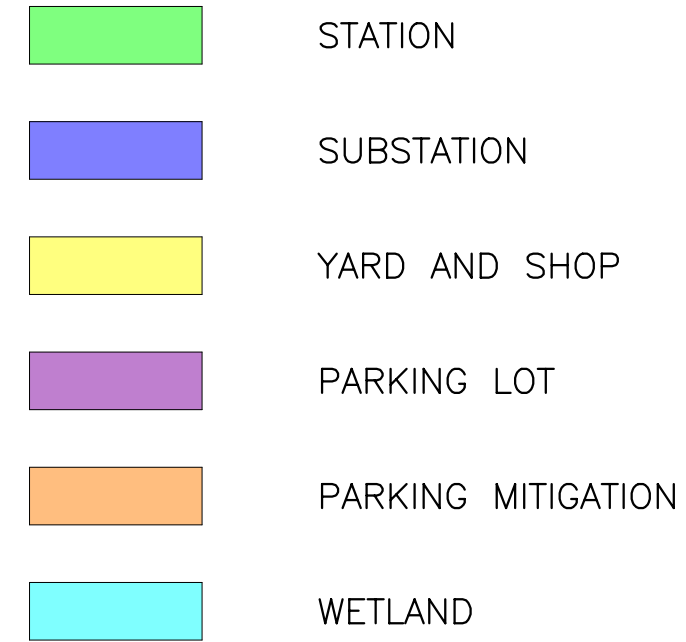 STATION
SUBSTATION
YARD AND SHOP
PARKING LOT
PARKING MITIGATION
WETLAND